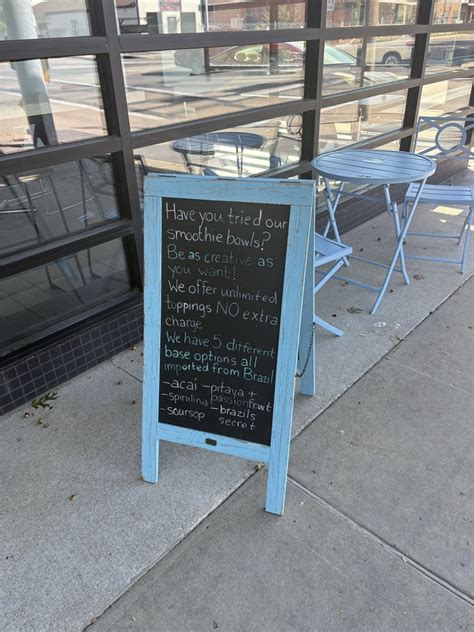 Have you tried our
smoothie bowls?
Be as creative as
you want!
We offer unlimited
toppings NO extra
charge
We have 5 different
base options all
imported from Brazil
-acai -pitaya +
-spirulina passionfruit
-soursop -brazils
secret